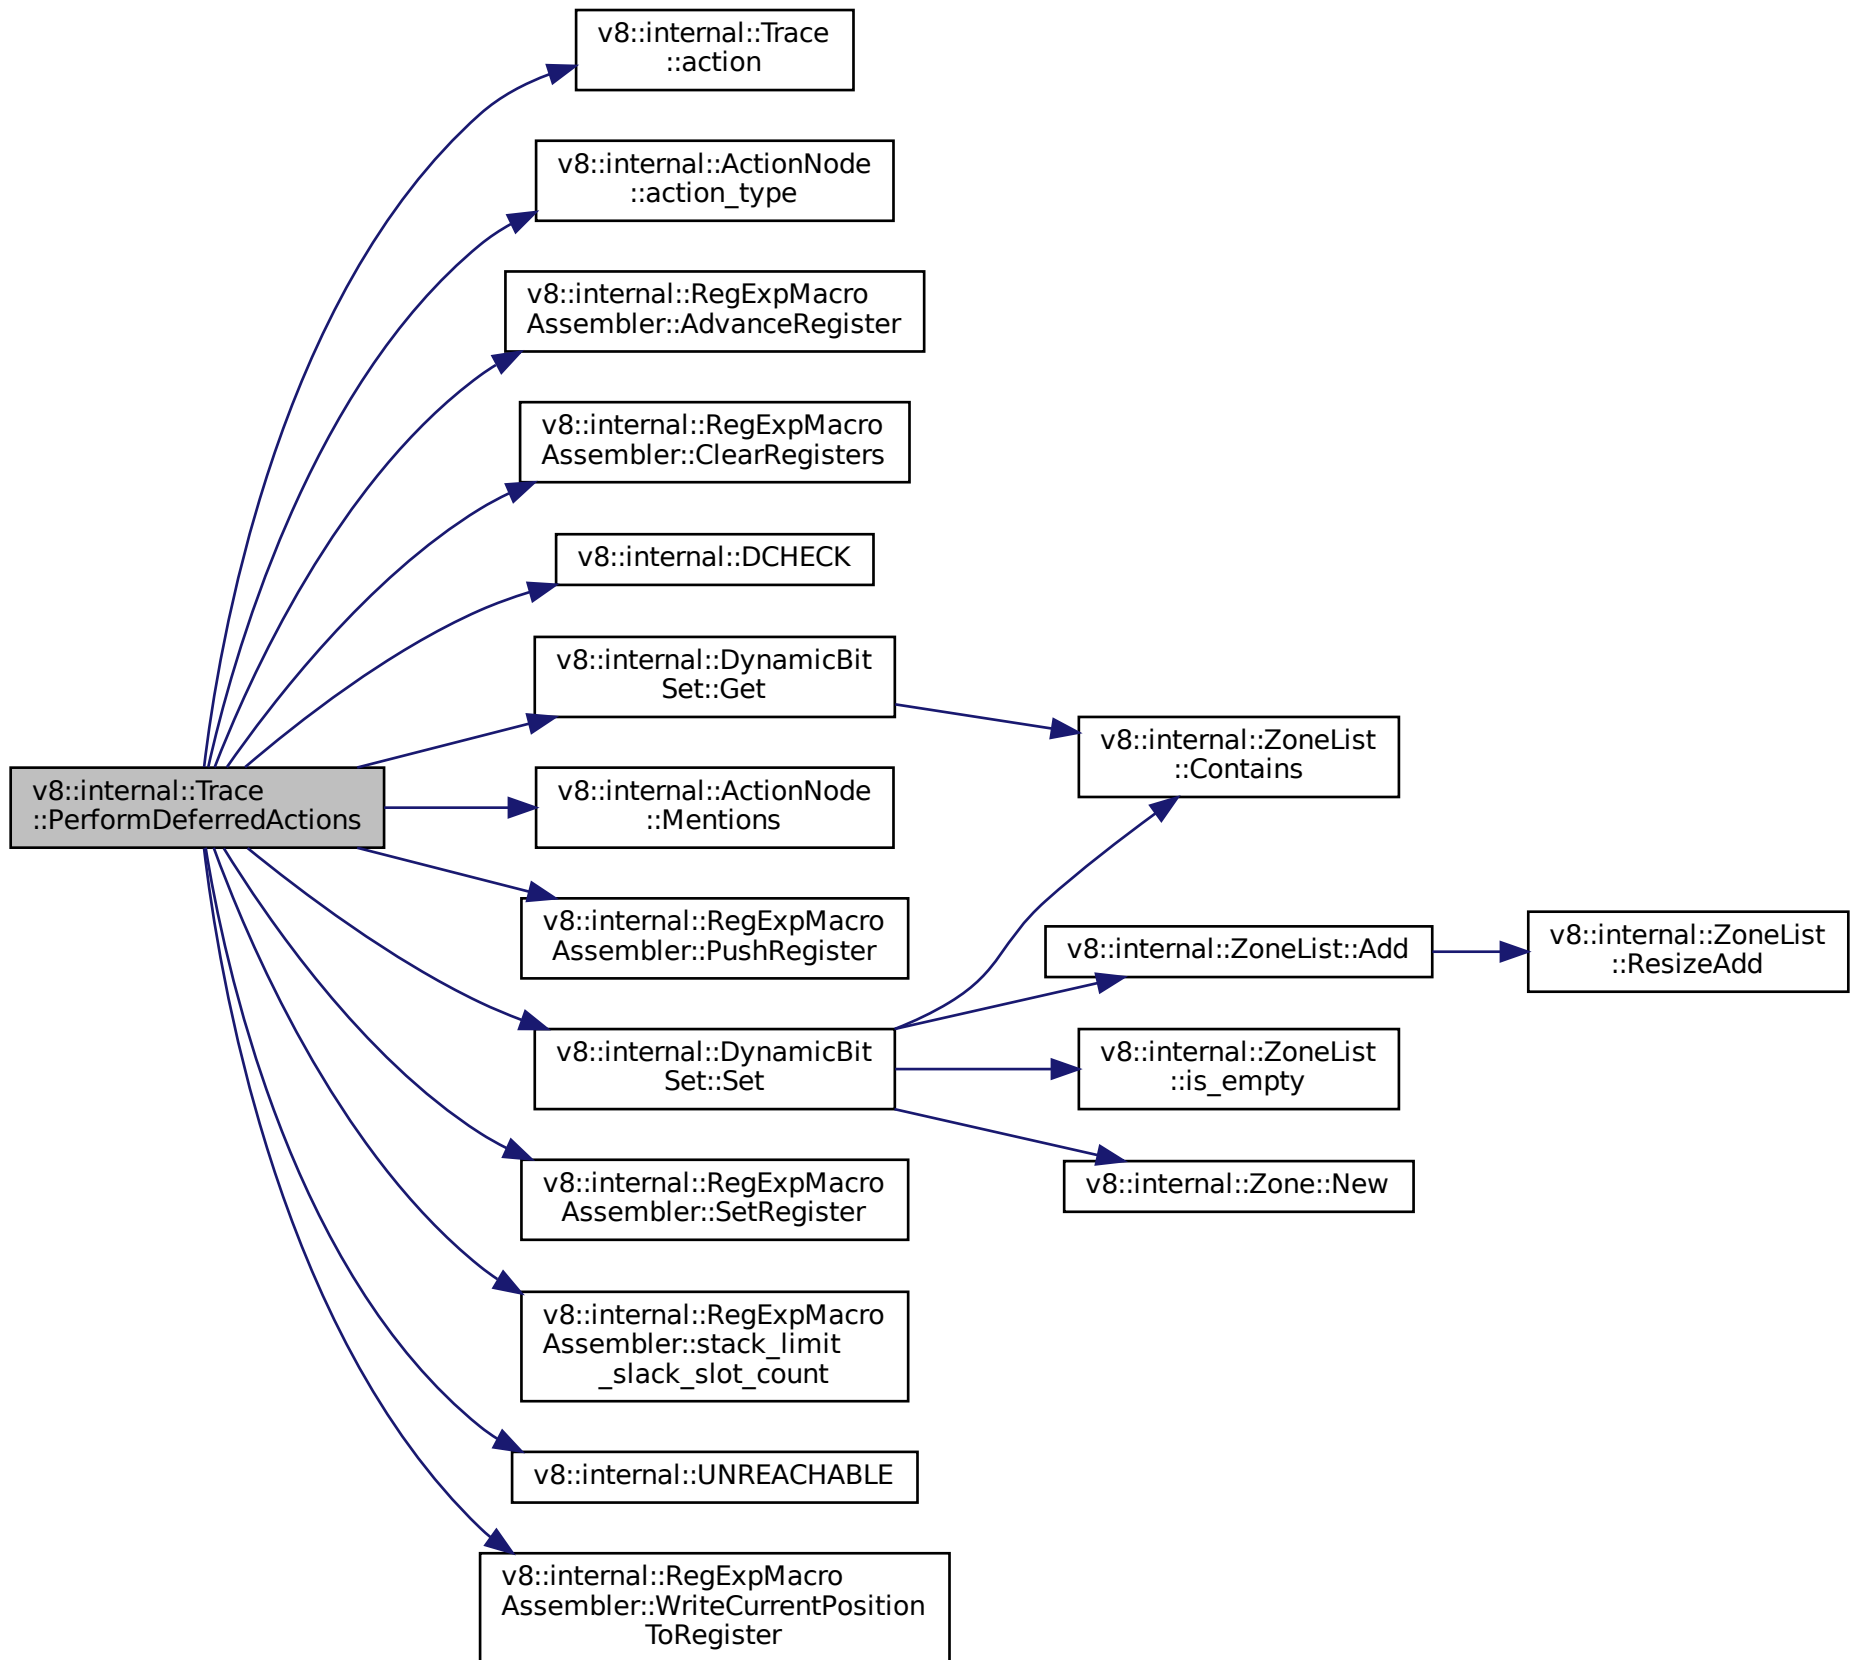 v8::internal::Trace
::action
v8::internal::ActionNode
::action_type
v8::internal::RegExpMacro
Assembler::AdvanceRegister
v8::internal::RegExpMacro
Assembler::ClearRegisters
v8::internal::DCHECK
v8::internal::DynamicBit
Set::Get
v8::internal::ZoneList
::Contains
v8::internal::Trace
::PerformDeferredActions
v8::internal::ActionNode
::Mentions
v8::internal::RegExpMacro
Assembler::PushRegister
v8::internal::ZoneList::Add
v8::internal::ZoneList
::ResizeAdd
v8::internal::DynamicBit
Set::Set
v8::internal::ZoneList
::is_empty
v8::internal::RegExpMacro
Assembler::SetRegister
v8::internal::Zone::New
v8::internal::RegExpMacro
Assembler::stack_limit
_slack_slot_count
v8::internal::UNREACHABLE
v8::internal::RegExpMacro
Assembler::WriteCurrentPosition
ToRegister